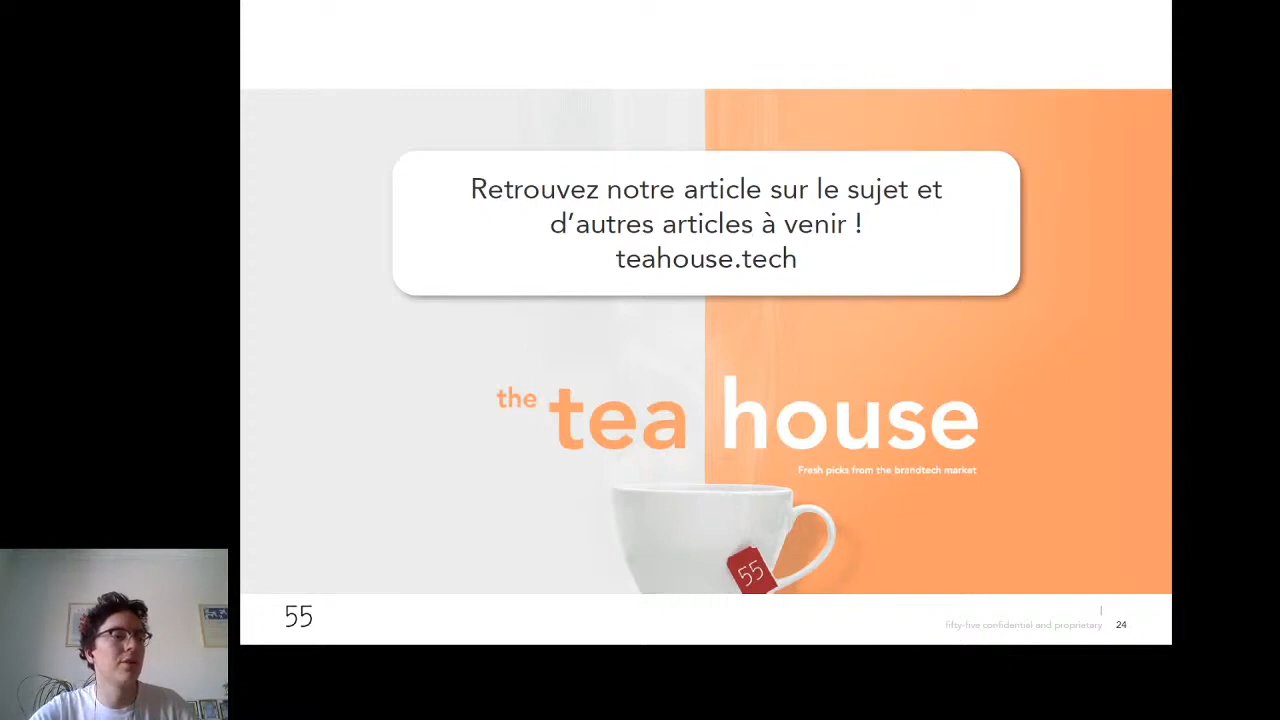 Retrouvez notre article sur le sujet et
d’autres articles à venir !
teahouse.tech
the tea house
Fresh picks from the brandtech market
55
55
fifty-five confidential and proprietary
24